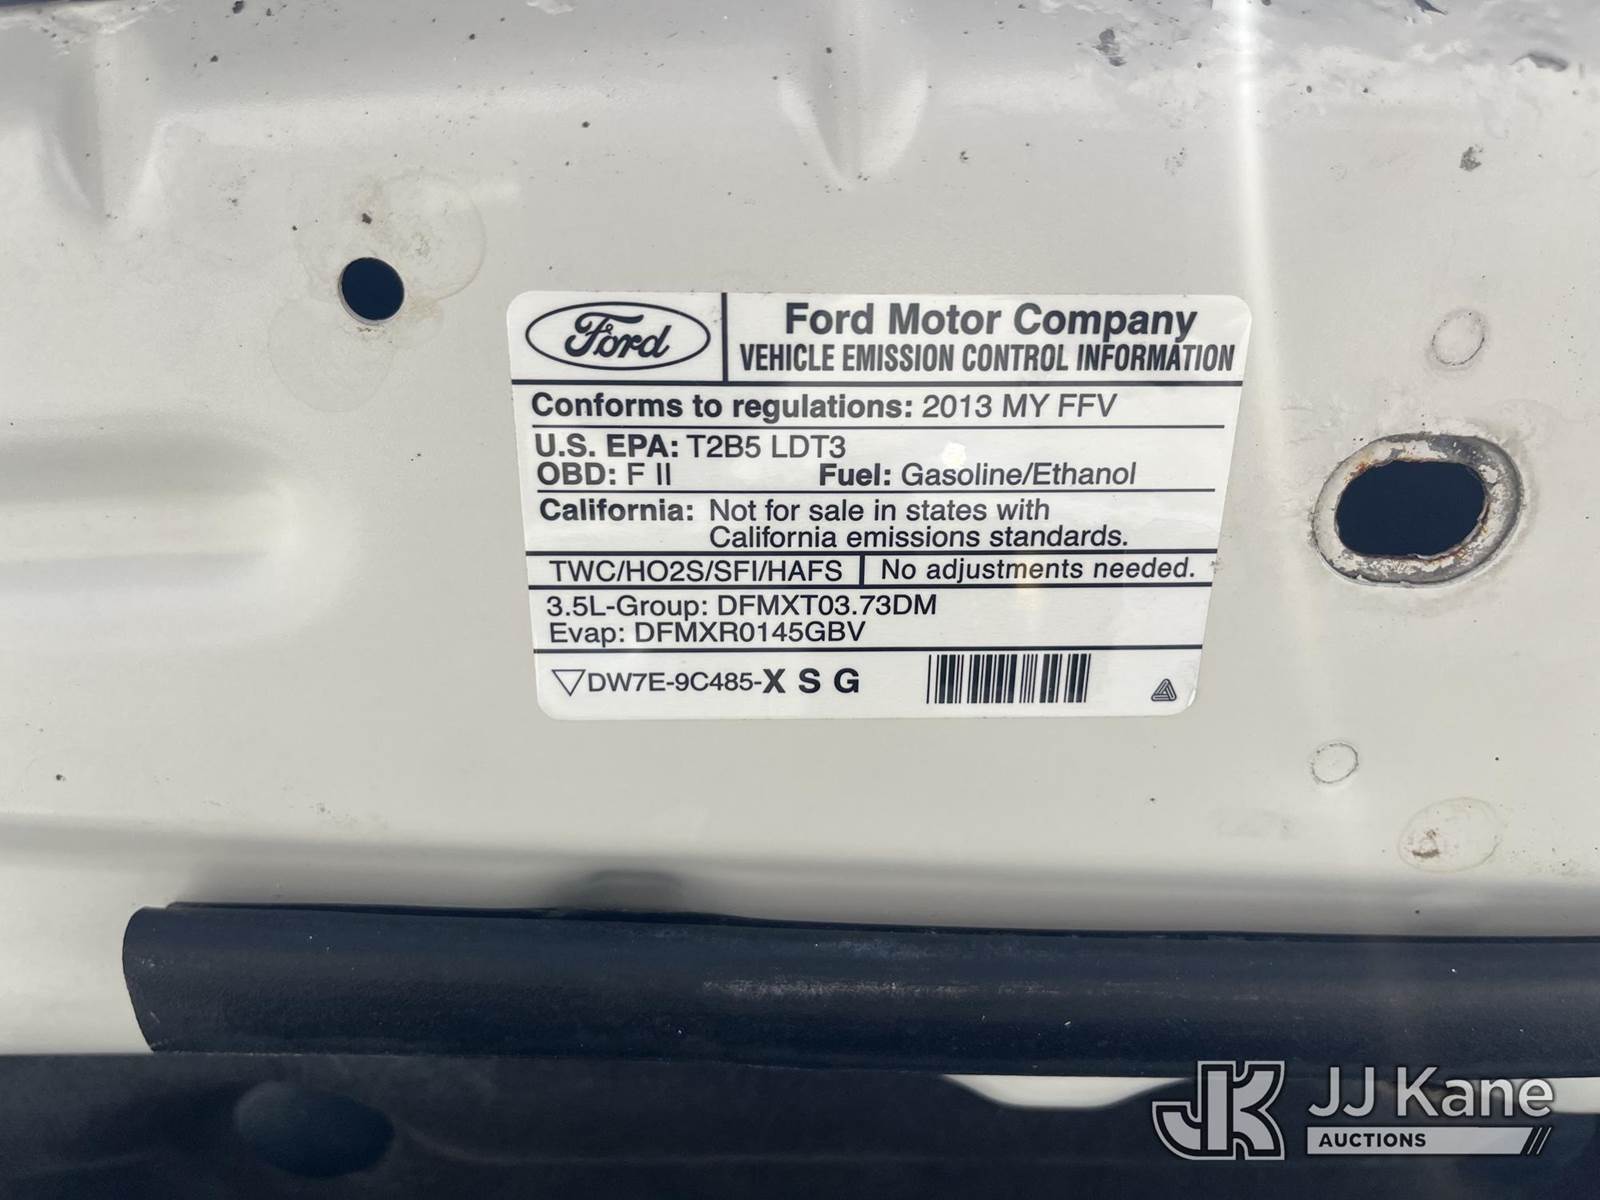 Ford
Ford Motor Company
VEHICLE EMISSION CONTROL INFORMATION
Conforms to regulations: 2013 MY FFV
U.S. EPA: T2B5 LDT3
OBD: F II Fuel: Gasoline/Ethanol
California: Not for sale in states with
California emissions standards.
TWC/HO2S/SFI/HAFS No adjustments needed.
3.5L-Group: DFMXT03.73DM
Evap: DFMXR0145GBV
DW7E-9C485-X S G
JK JJ Kane
AUCTIONS